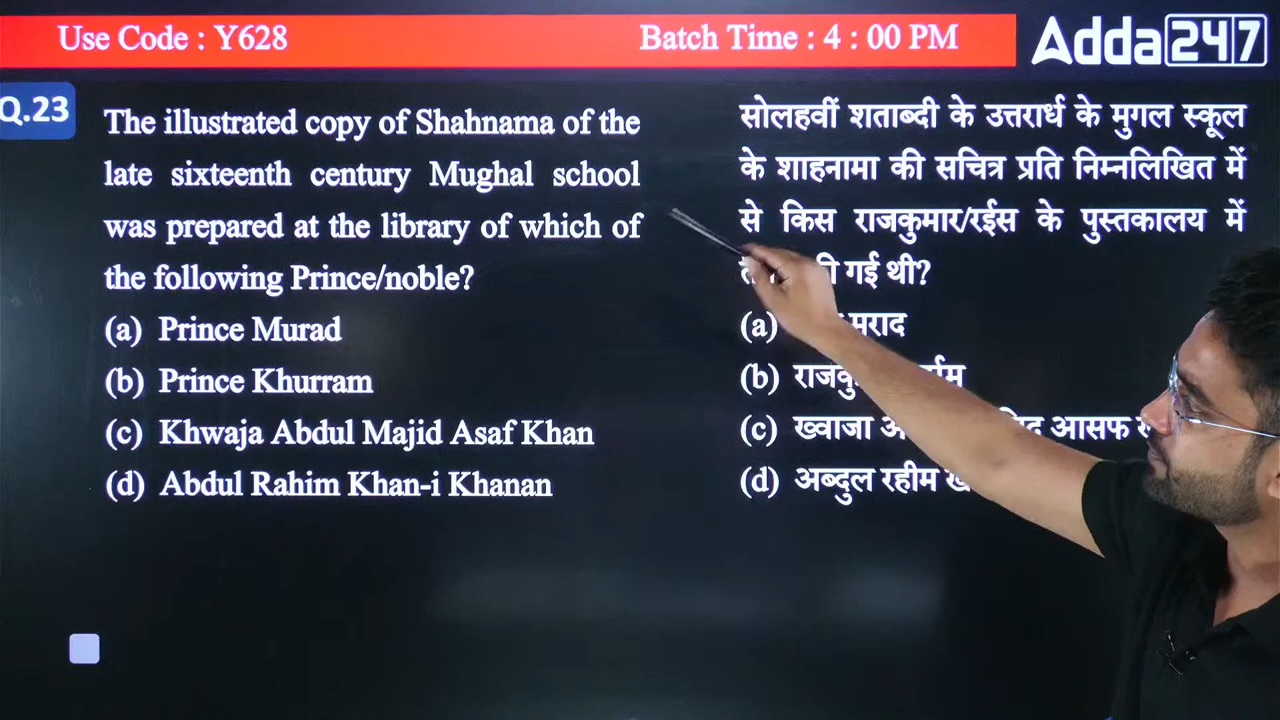 Use Code : Y628
Batch Time : 4 : 00 PM
Adda247
Q.23
The illustrated copy of Shahnama of the
late sixteenth century Mughal school
was prepared at the library of which of
the following Prince/noble?
(a) Prince Murad
(b) Prince Khurram
(c) Khwaja Abdul Majid Asaf Khan
(d) Abdul Rahim Khan-i Khanan
सोलहवीं शताब्दी के उत्तरार्ध के मुगल स्कूल
के शाहनामा की सचित्र प्रति निम्नलिखित में
से किस राजकुमार/रईस के पुस्तकालय में
गई थी?
(a)
(b)
(c) ख्वाजा आसफ
(d) अब्दुल रहीम